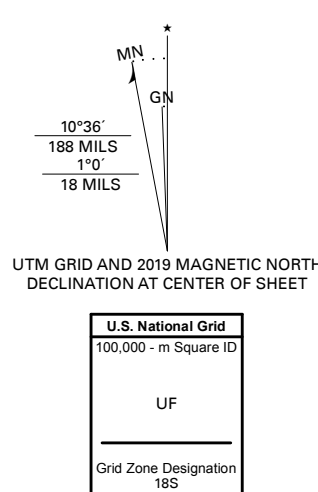 ★
MN
GN
10°36´
188 MILS
1°0´
18 MILS
UTM GRID AND 2019 MAGNETIC NORTH
DECLINATION AT CENTER OF SHEET
U.S. National Grid
100,000 - m Square ID
UF
Grid Zone Designation
18S